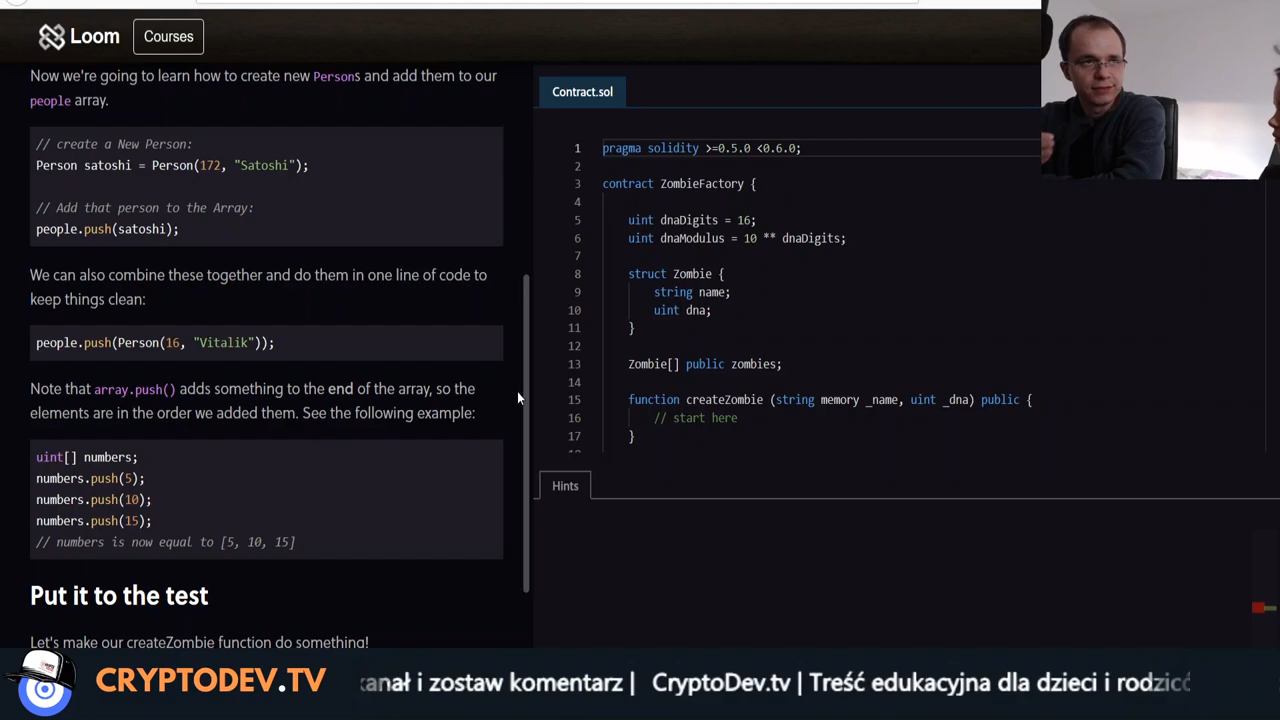 Loom
Courses
Now we're going to learn how to create new Persons and add them to our
people array.
// create a New Person:
Person satoshi = Person(172, "Satoshi");
// Add that person to the Array:
people.push(satoshi);
We can also combine these together and do them in one line of code to
keep things clean:
people.push(Person(16, "Vitalik"));
Note that array.push() adds something to the end of the array, so the
elements are in the order we added them. See the following example:
uint[] numbers;
numbers.push(5);
numbers.push(10);
numbers.push(15);
// numbers is now equal to [5, 10, 15]
Put it to the test
Let's make our createZombie function do something!
Contract.sol
1 pragma solidity >=0.5.0 <0.6.0;
2
3 contract ZombieFactory {
4
5 uint dnaDigits = 16;
6 uint dnaModulus = 10 ** dnaDigits;
7
8 struct Zombie {
9 string name;
10 uint dna;
11 }
12
13 Zombie[] public zombies;
14
15 function createZombie (string memory _name, uint _dna) public {
16 // start here
17 }
Hints
CRYPTODEV.TV
kanał i zostaw komentarz | CryptoDev.tv | Treść edukacyjna dla dzieci i rodzicó